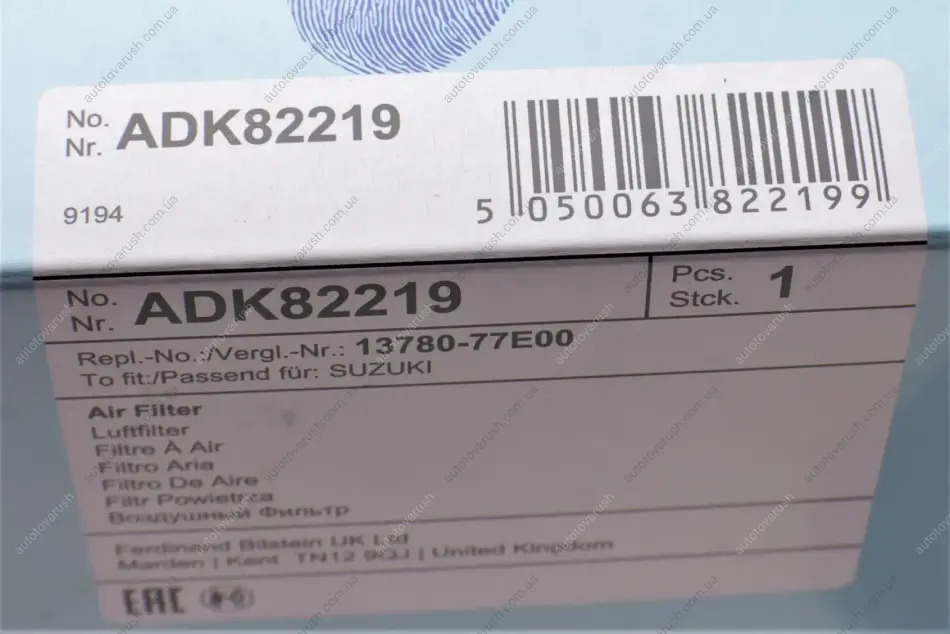 No.
Nr. ADK82219
9194
5 050063 822199
No.
Nr. ADK82219
Pcs.
Stck. 1
Repl.-No.:/Vergl.-Nr.: 13780-77E00
To fit:/Passend für: SUZUKI
Air Filter
Luftfilter
Filtre À Air
Filtro Aria
Filtro De Aire
Filtr Powietrza
Воздушный Фильтр
Ferdinand Bilstein UK Ltd
Marden | Kent TN12 9QJ | United Kingdom
EAC
autotovarush.com.ua